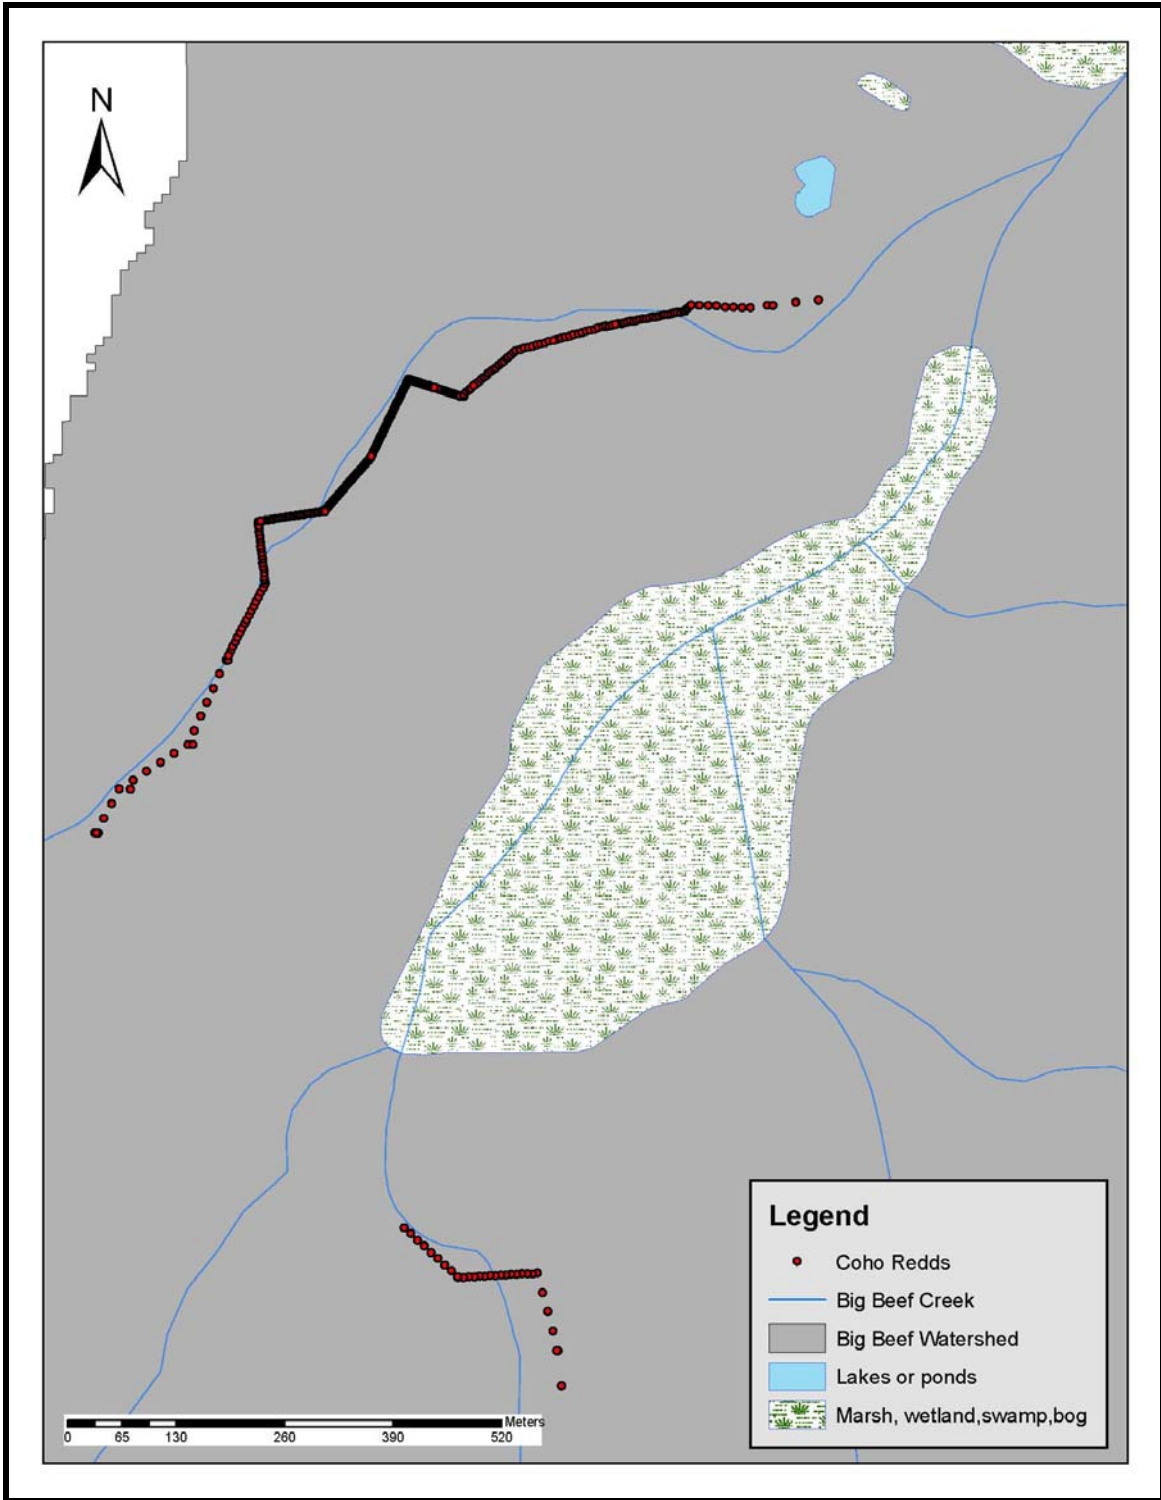 N
Legend
Coho Redds
Big Beef Creek
Big Beef Watershed
Lakes or ponds
Marsh, wetland,swamp,bog
Meters
0 65 130 260 390 520